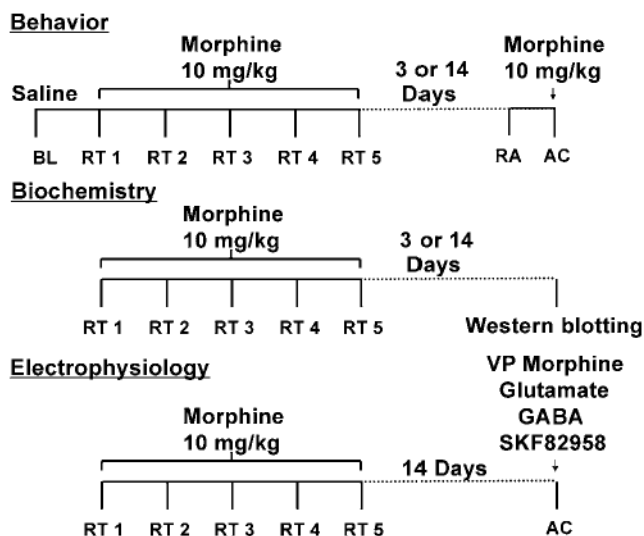 Behavior
Morphine
10 mg/kg
Morphine
10 mg/kg
3 or 14
Days
Saline
BL RT 1 RT 2 RT 3 RT 4 RT 5 RA AC
Biochemistry
Morphine
10 mg/kg
3 or 14
Days
RT 1 RT 2 RT 3 RT 4 RT 5 Western blotting
Electrophysiology
VP Morphine
Glutamate
GABA
SKF82958
Morphine
10 mg/kg
14 Days
RT 1 RT 2 RT 3 RT 4 RT 5 AC